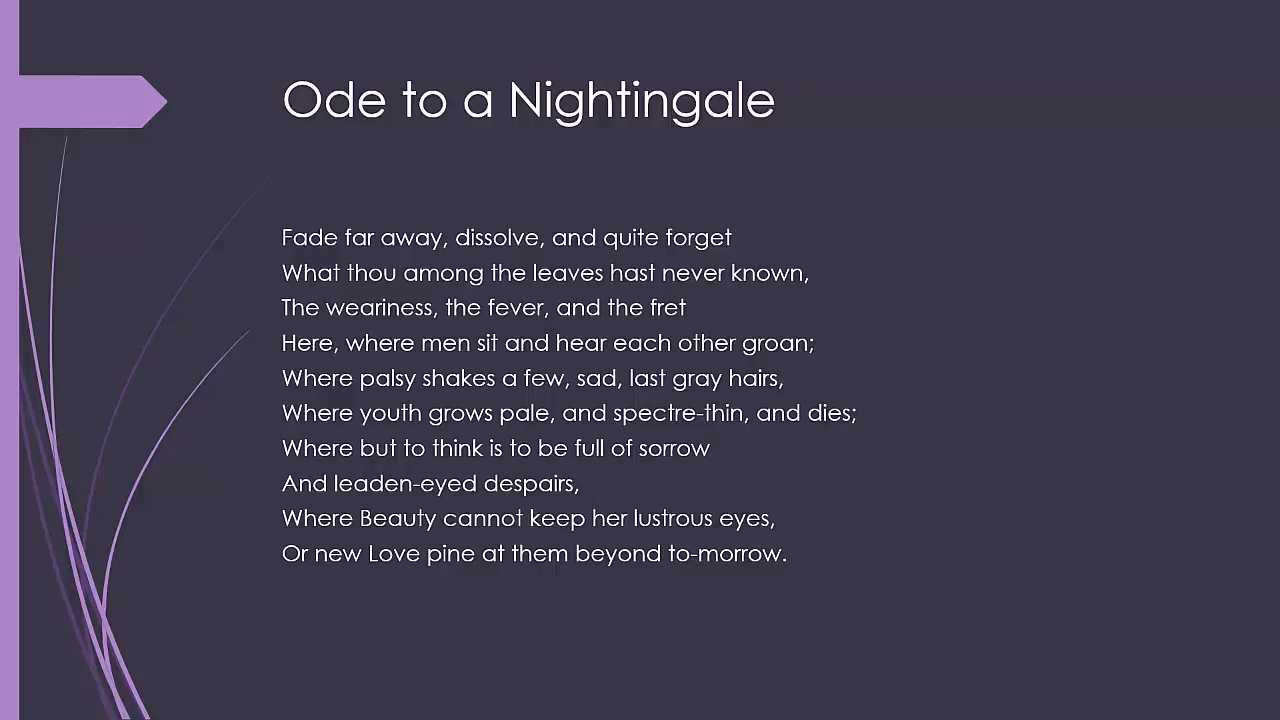 Ode to a Nightingale
Fade far away, dissolve, and quite forget
What thou among the leaves hast never known,
The weariness, the fever, and the fret
Here, where men sit and hear each other groan;
Where palsy shakes a few, sad, last gray hairs,
Where youth grows pale, and spectre-thin, and dies;
Where but to think is to be full of sorrow
And leaden-eyed despairs,
Where Beauty cannot keep her lustrous eyes,
Or new Love pine at them beyond to-morrow.